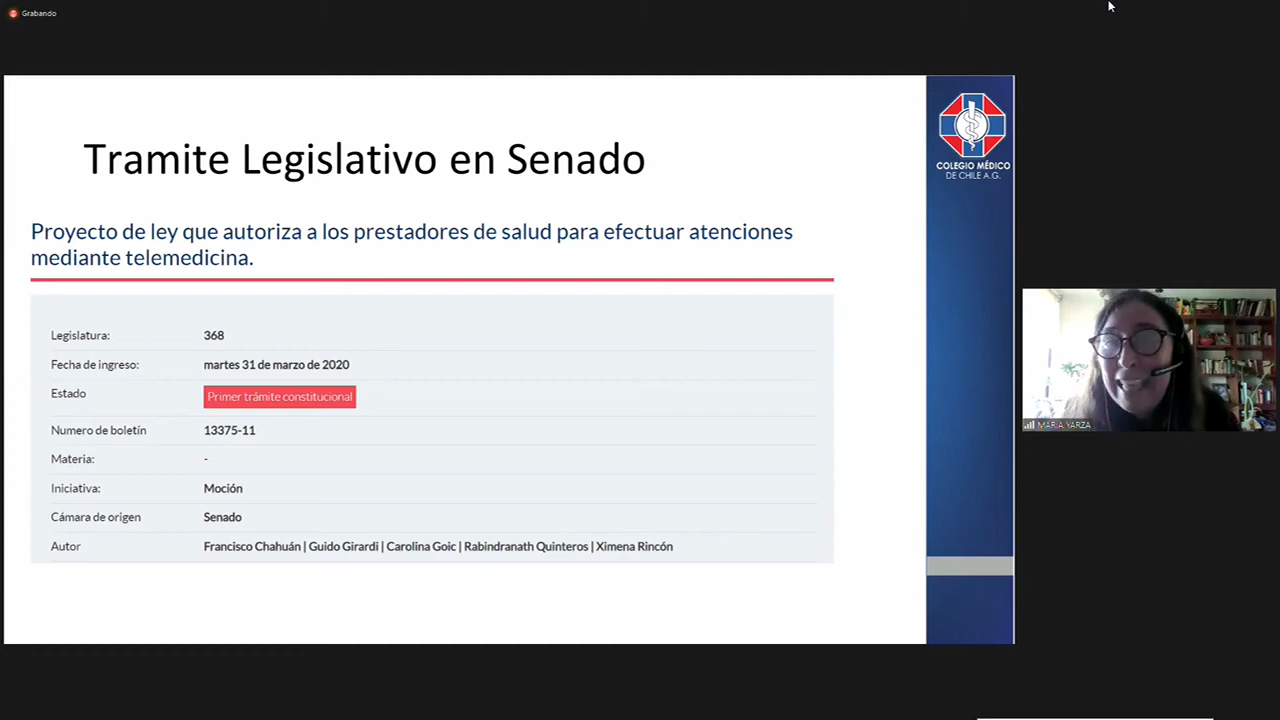 Grabando
Tramite Legislativo en Senado
COLEGIO MÉDICO
DE CHILE A.G.
Proyecto de ley que autoriza a los prestadores de salud para efectuar atenciones
mediante telemedicina.
Legislatura: 368
Fecha de ingreso: martes 31 de marzo de 2020
Estado Primer trámite constitucional
Numero de boletín 13375-11
Materia: -
Iniciativa: Moción
Cámara de origen Senado
Autor Francisco Chahuán | Guido Girardi | Carolina Goic | Rabindranath Quinteros | Ximena Rincón
MARIA YARZA